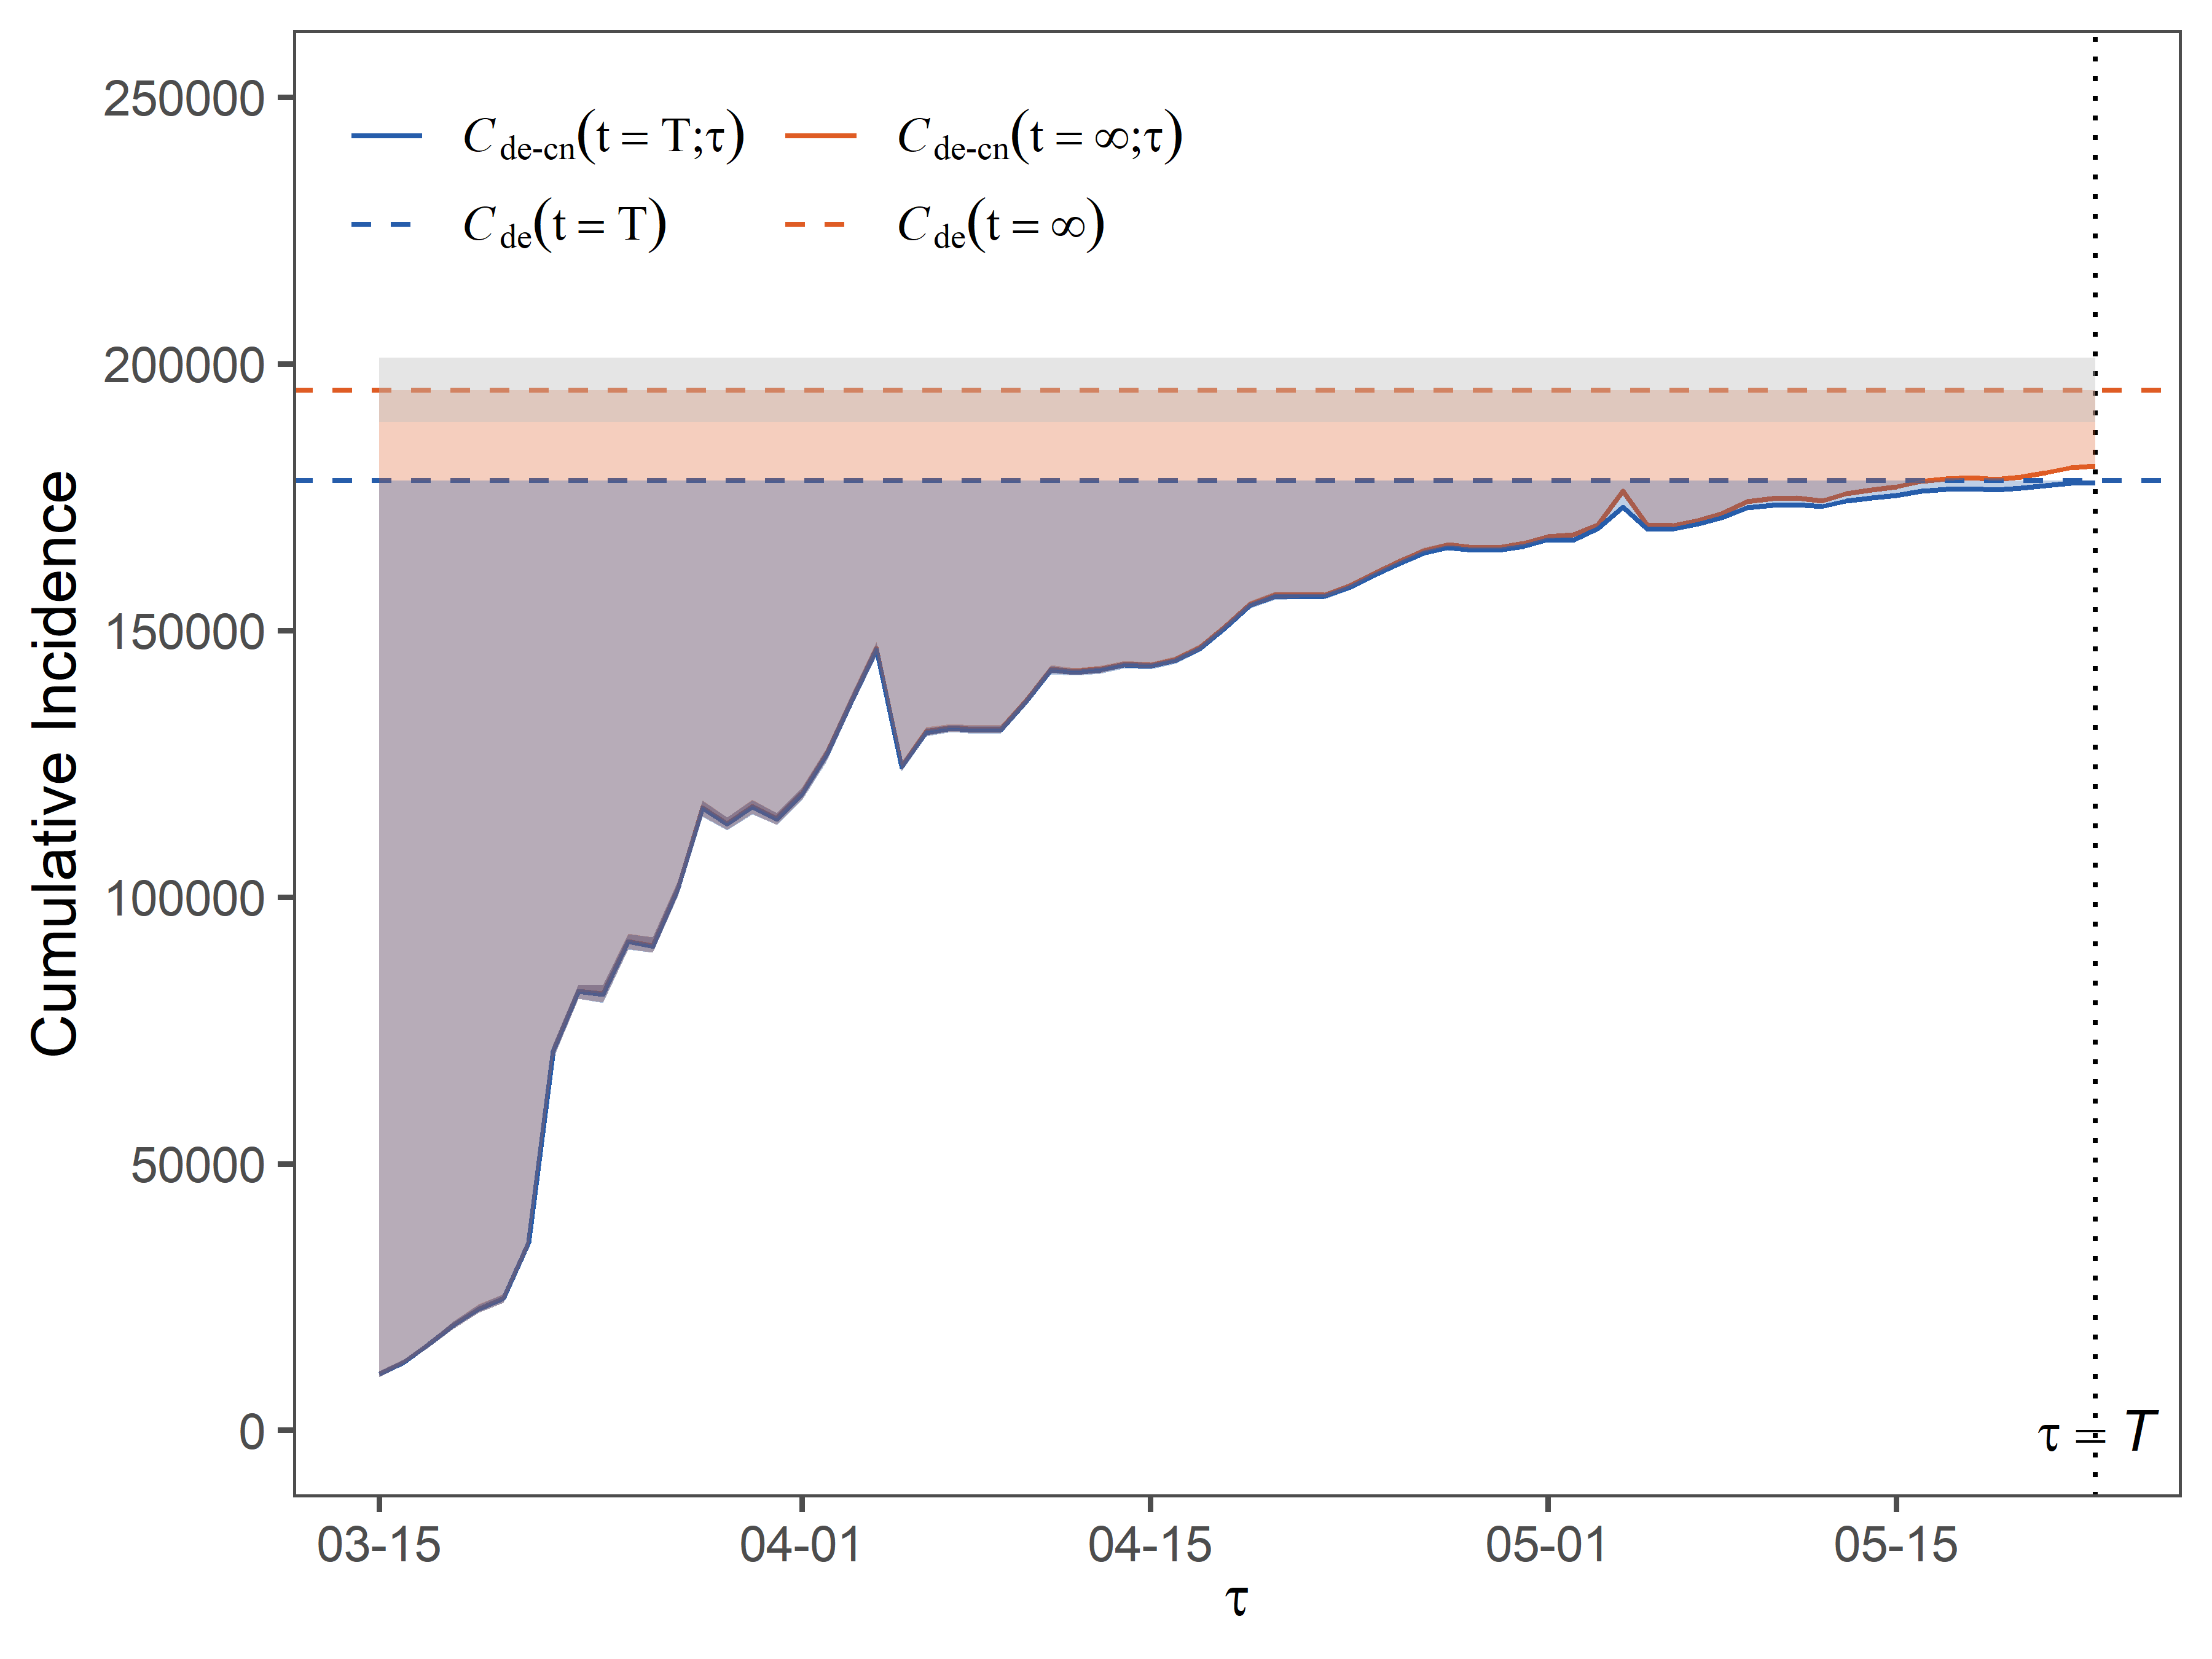 250000
200000
150000
100000
50000
0
Cumulative Incidence
C de-cn(t = T;τ) C de-cn(t = ∞;τ)
C de(t = T) C de(t = ∞)
τ = T
03-15 04-01 04-15 05-01 05-15
τ